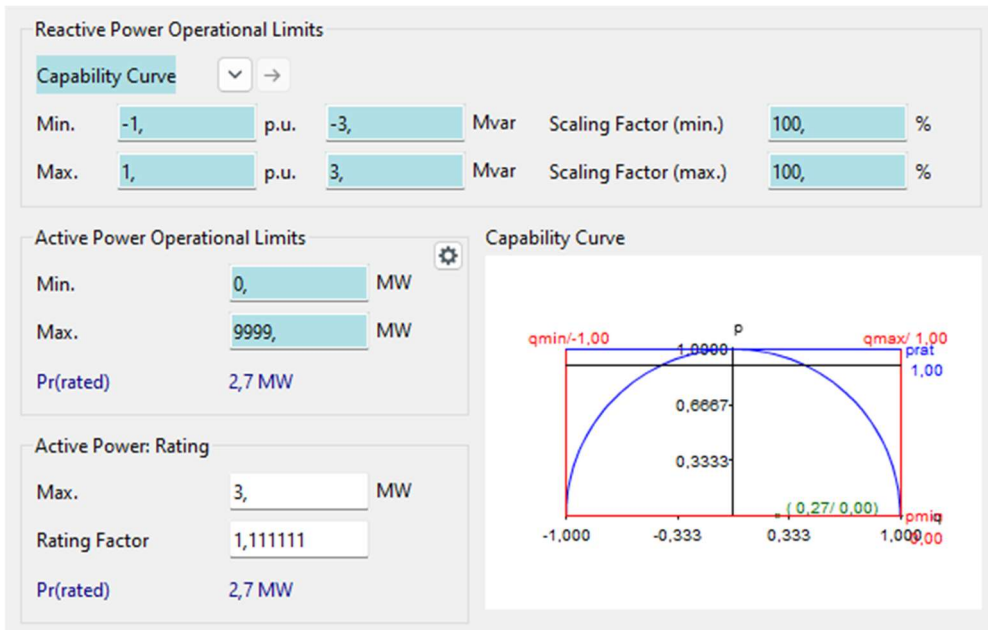 Reactive Power Operational Limits
Capability Curve
Min. -1, p.u. -3, Mvar Scaling Factor (min.) 100, %
Max. 1, p.u. 3, Mvar Scaling Factor (max.) 100, %
Active Power Operational Limits
Min. 0, MW
Max. 9999, MW
Pr(rated) 2,7 MW
Active Power: Rating
Max. 3, MW
Rating Factor 1,111111
Pr(rated) 2,7 MW
Capability Curve
p
qmin/-1,00 qmax/ 1,00
1,0000 prat
1,00
0,6667
0,3333
( 0,27/ 0,00)
pmin q
-1,000 -0,333 0,333 1,000
0,00